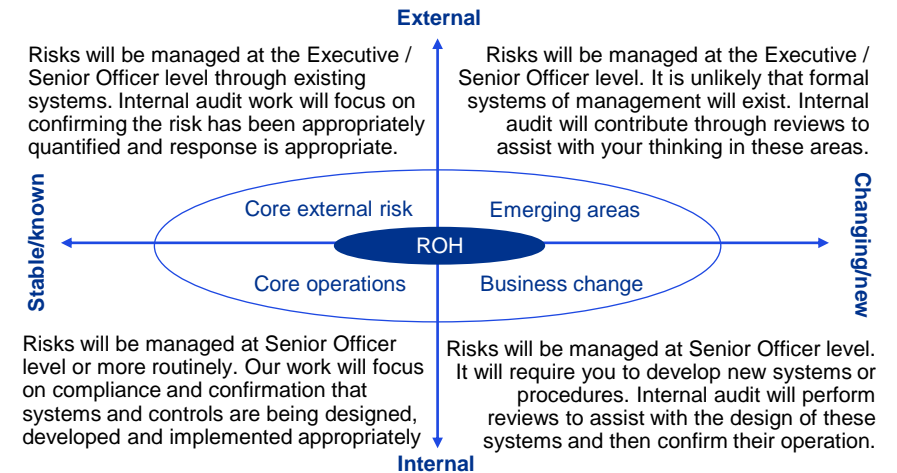 External
Risks will be managed at the Executive /
Senior Officer level through existing
systems. Internal audit work will focus on
confirming the risk has been appropriately
quantified and response is appropriate.
Risks will be managed at the Executive /
Senior Officer level. It is unlikely that formal
systems of management will exist. Internal
audit will contribute through reviews to
assist with your thinking in these areas.
Stable/known
Core external risk
Emerging areas
ROH
Core operations
Business change
Changing/new
Risks will be managed at Senior Officer
level or more routinely. Our work will focus
on compliance and confirmation that
systems and controls are being designed,
developed and implemented appropriately
Risks will be managed at Senior Officer level.
It will require you to develop new systems or
procedures. Internal audit will perform
reviews to assist with the design of these
systems and then confirm their operation.
Internal